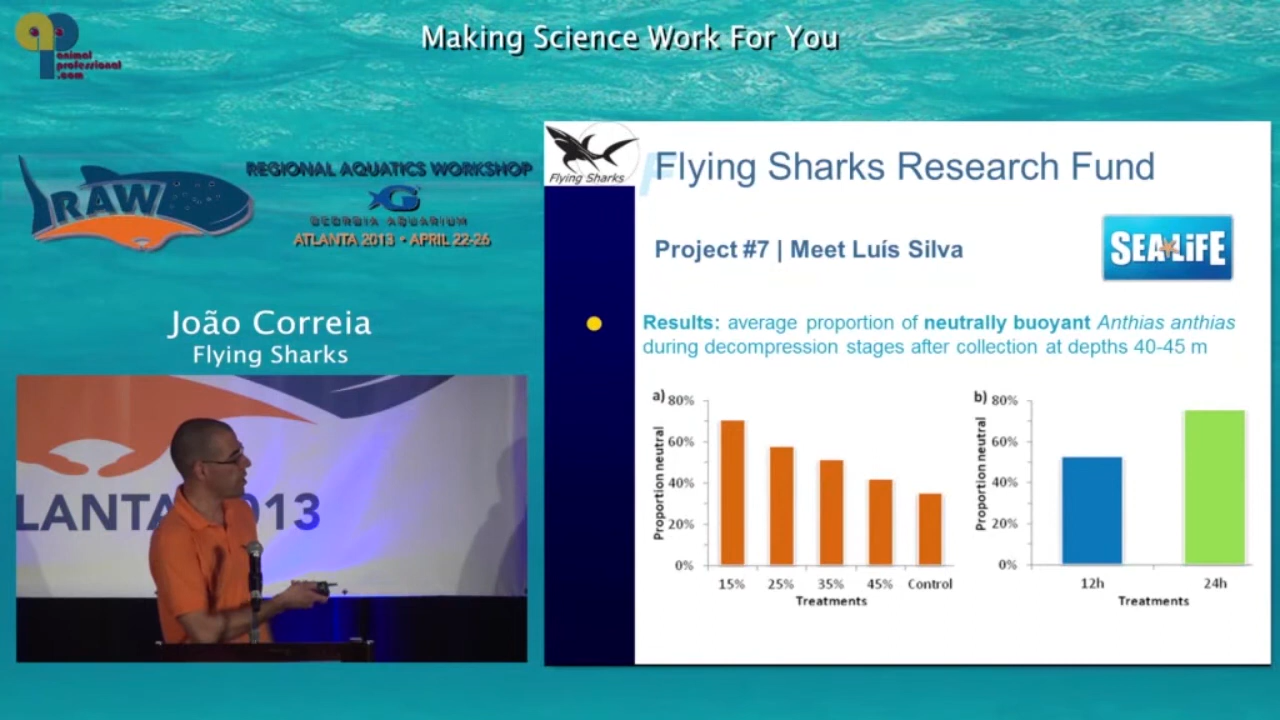 ap
animal
professional
.com
Making Science Work For You
RAW
REGIONAL AQUATICS WORKSHOP
G
GEORGIA AQUARIUM
ATLANTA 2013 • APRIL 22-26
João Correia
Flying Sharks
LANTA 2013
Flying Sharks
Flying Sharks Research Fund
Project #7 | Meet Luís Silva
SEA LiFE
Results: average proportion of neutrally buoyant Anthias anthias
during decompression stages after collection at depths 40-45 m
a)
Proportion neutral
80%
60%
40%
20%
0%
15% 25% 35% 45% Control
Treatments
b)
Proportion neutral
80%
60%
40%
20%
0%
12h 24h
Treatments